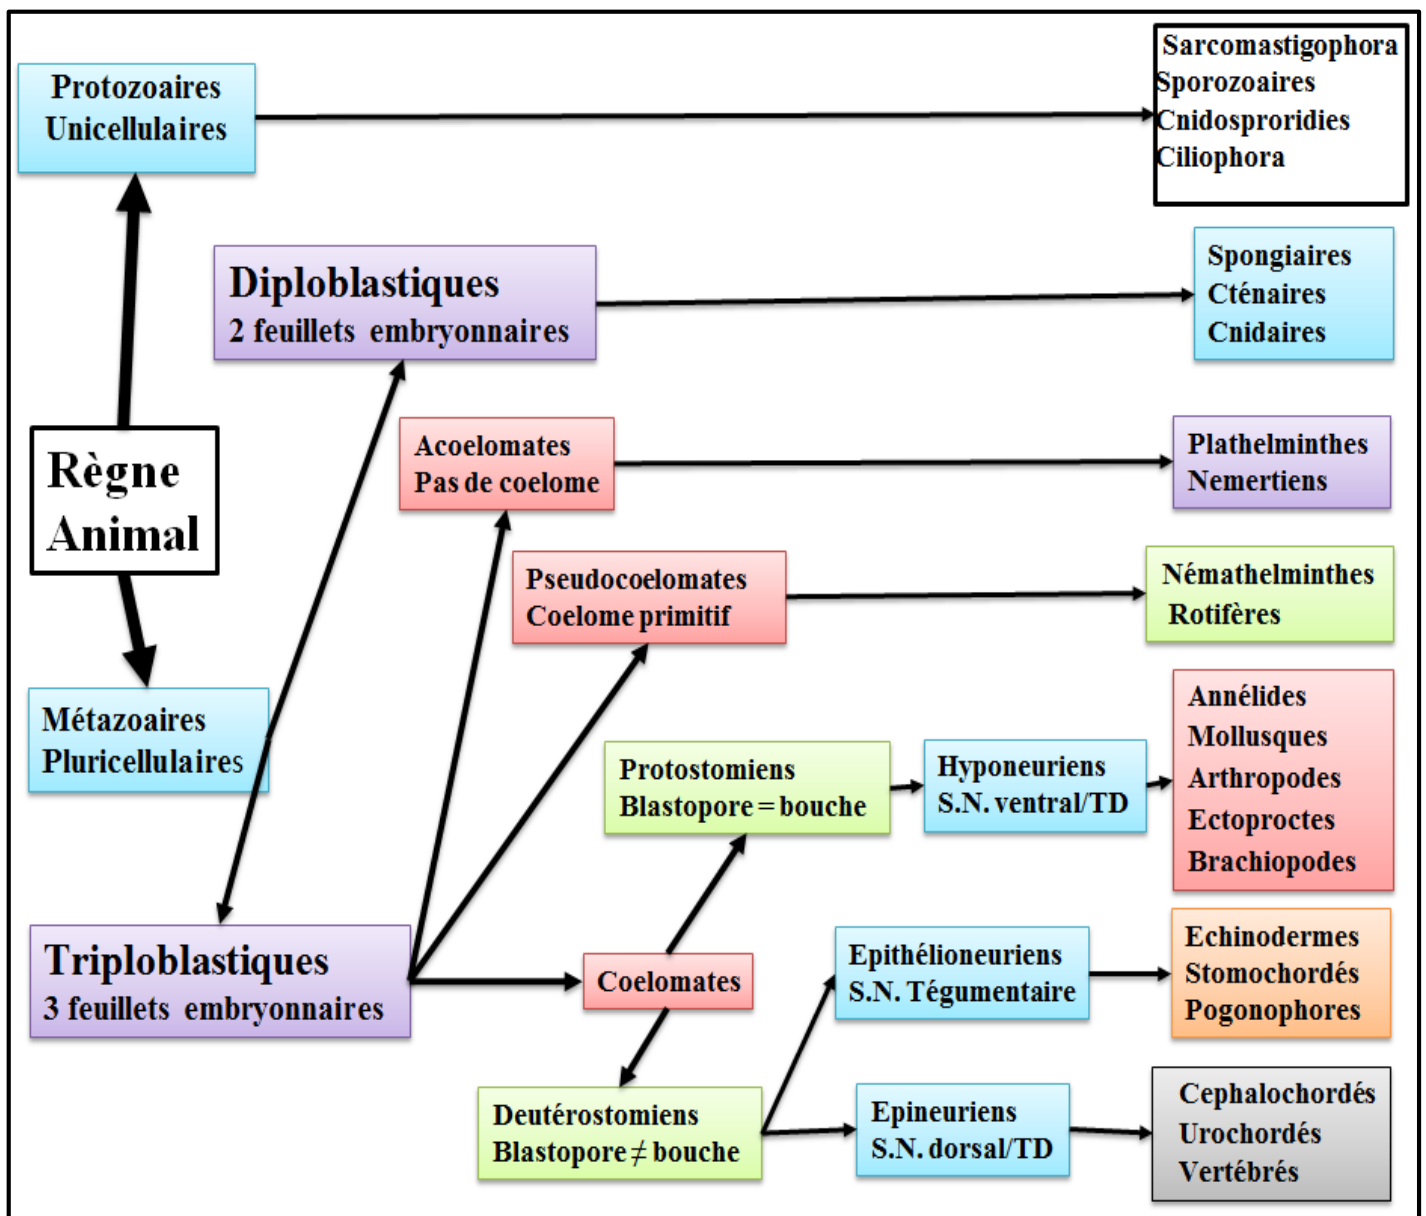 Protozoaires
Unicellulaires
Sarcomastigophora
Sporozoaires
Cnidosproridies
Ciliophora
Diploblastiques
2 feuillets embryonnaires
Spongiaires
Cténaires
Cnidaires
Règne
Animal
Acoelomates
Pas de coelome
Plathelminthes
Nemertiens
Pseudocoelomates
Coelome primitif
Némathelminthes
Rotifères
Métazoaires
Pluricellulaires
Protostomiens
Blastopore = bouche
Hyponeuriens
S.N. ventral/TD
Annélides
Mollusques
Arthropodes
Ectoproctes
Brachiopodes
Triploblastiques
3 feuillets embryonnaires
Coelomates
Epithélioneuriens
S.N. Tégumentaire
Echinodermes
Stomochordés
Pogonophores
Deutérostomiens
Blastopore ≠ bouche
Epineuriens
S.N. dorsal/TD
Cephalochordés
Urochordés
Vertébrés